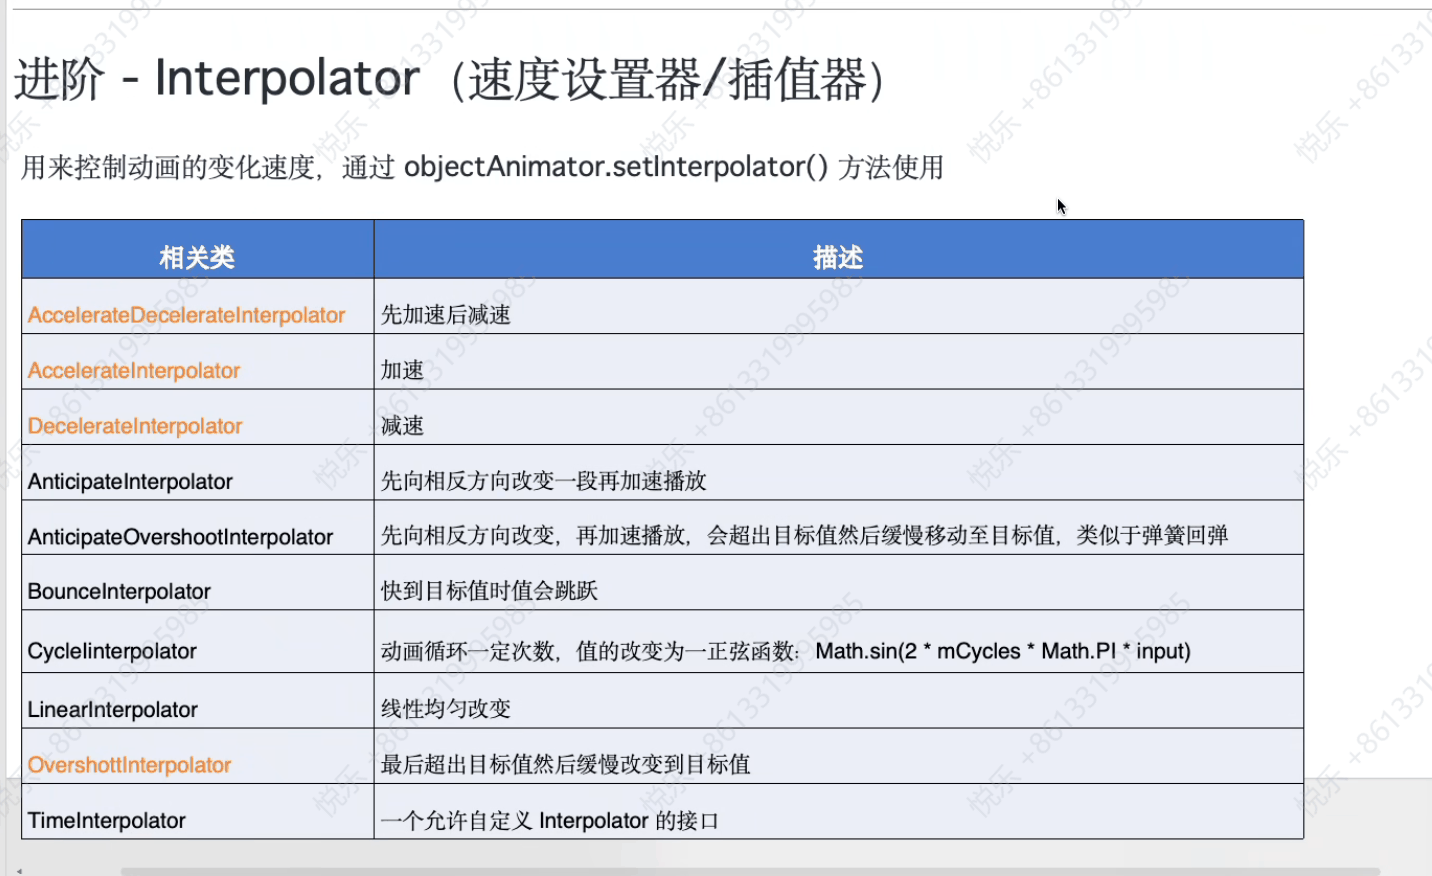 进阶 - Interpolator（速度设置器/插值器）
用来控制动画的变化速度，通过 objectAnimator.setInterpolator() 方法使用
相关类 描述
AccelerateDecelerateInterpolator 先加速后减速
AccelerateInterpolator 加速
DecelerateInterpolator 减速
AnticipateInterpolator 先向相反方向改变一段再加速播放
AnticipateOvershootInterpolator 先向相反方向改变，再加速播放，会超出目标值然后缓慢移动至目标值，类似于弹簧回弹
BounceInterpolator 快到目标值时值会跳跃
CycleIinterpolator 动画循环一定次数，值的改变为一正弦函数：Math.sin(2 * mCycles * Math.PI * input)
LinearInterpolator 线性均匀改变
OvershottInterpolator 最后超出目标值然后缓慢改变到目标值
TimeInterpolator 一个允许自定义 Interpolator 的接口
悦乐 +8613319995985